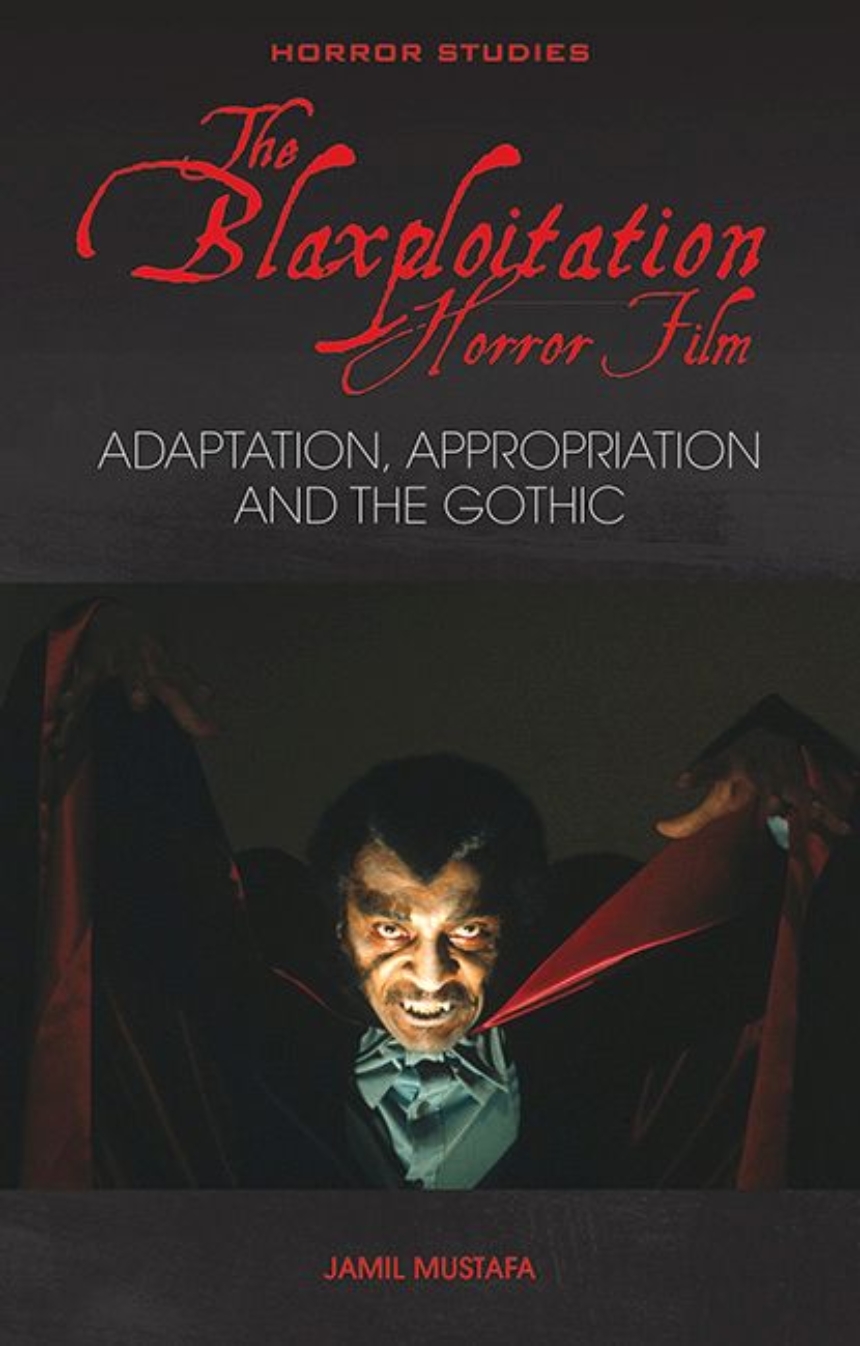 HORROR STUDIES
The
Blaxploitation
Horror Film
ADAPTATION, APPROPRIATION
AND THE GOTHIC
JAMIL MUSTAFA